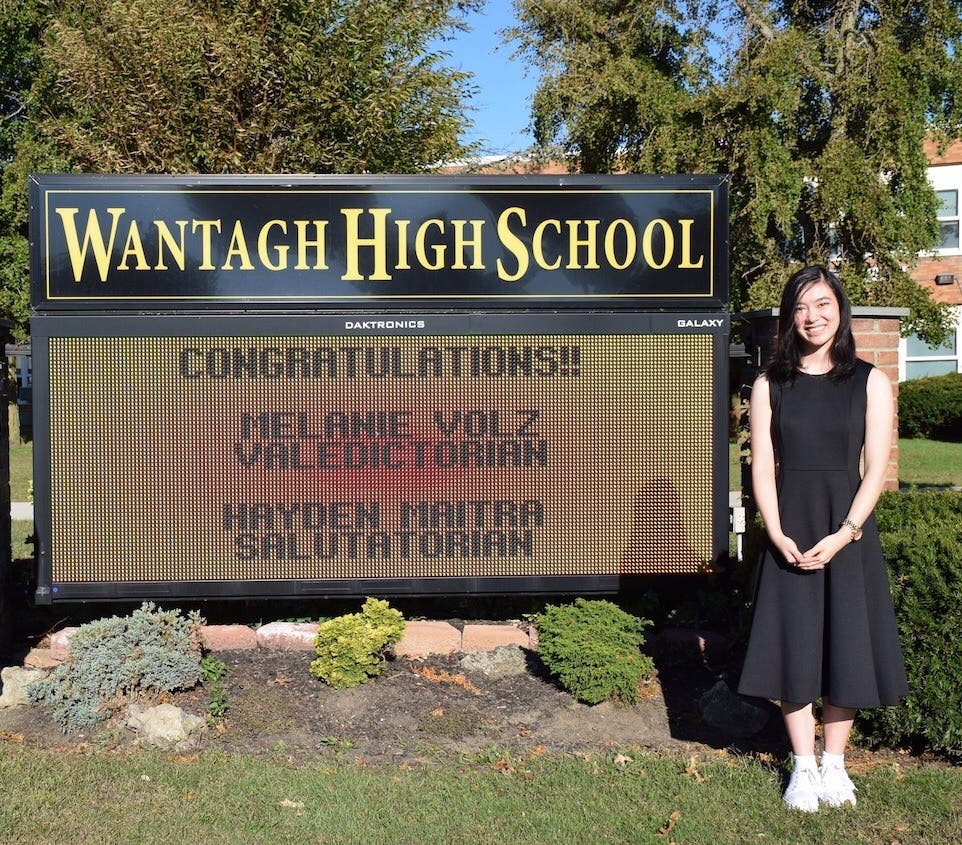 WANTAGH HIGH SCHOOL
DAKTRONICS GALAXY
CONGRATULATIONS!!
MELANIE VOLZ
VALEDICTORIAN
HAYDEN MAITRA
SALUTATORIAN